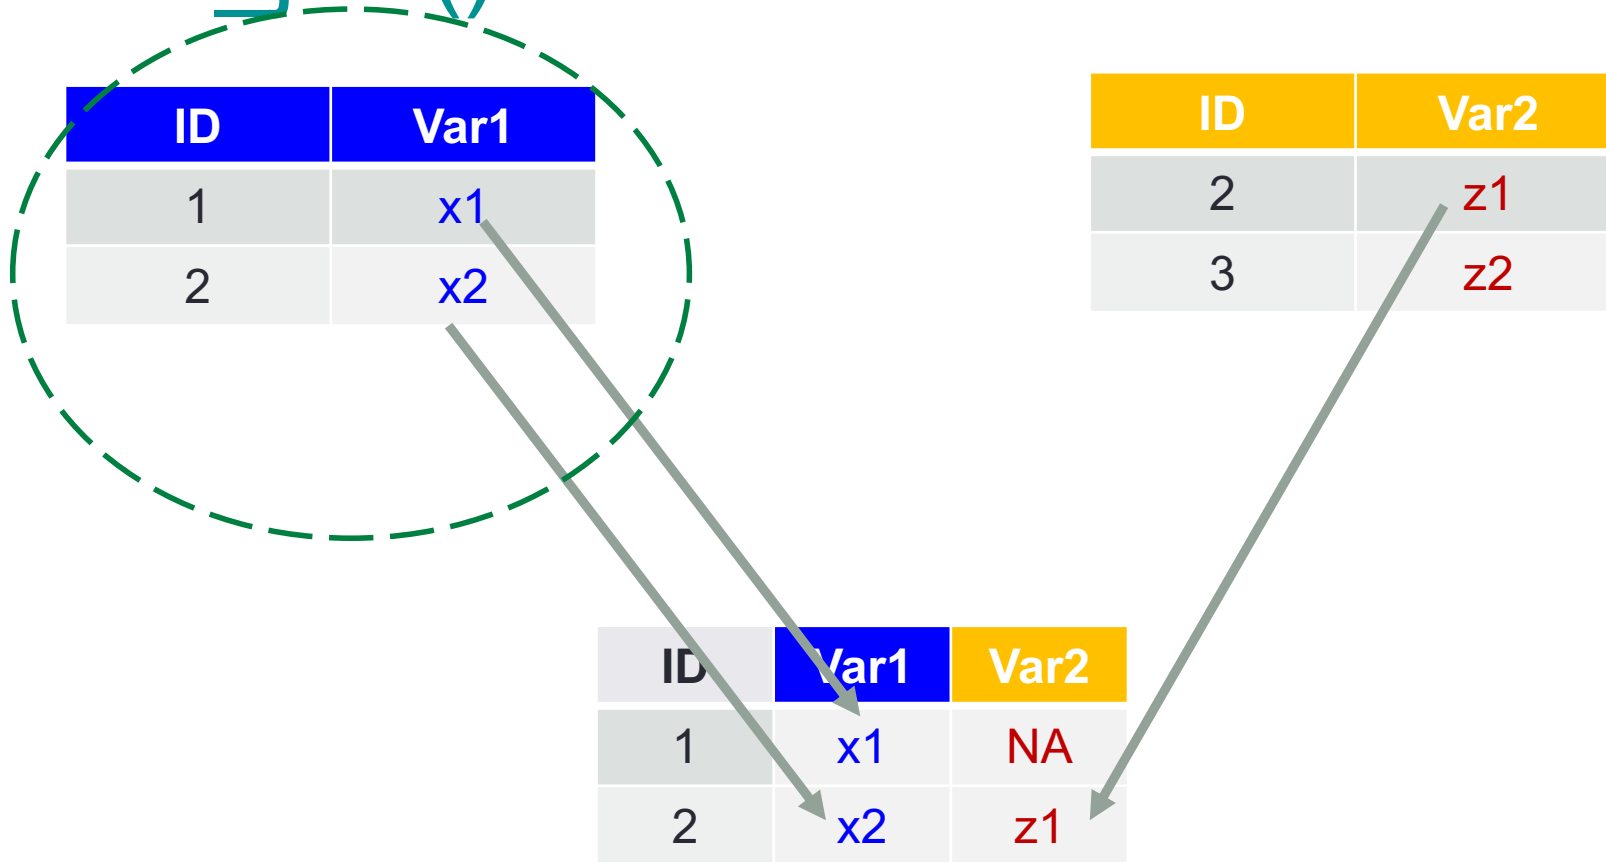 ID Var1
1 x1
2 x2
ID Var2
2 z1
3 z2
ID Var1 Var2
1 x1 NA
2 x2 z1